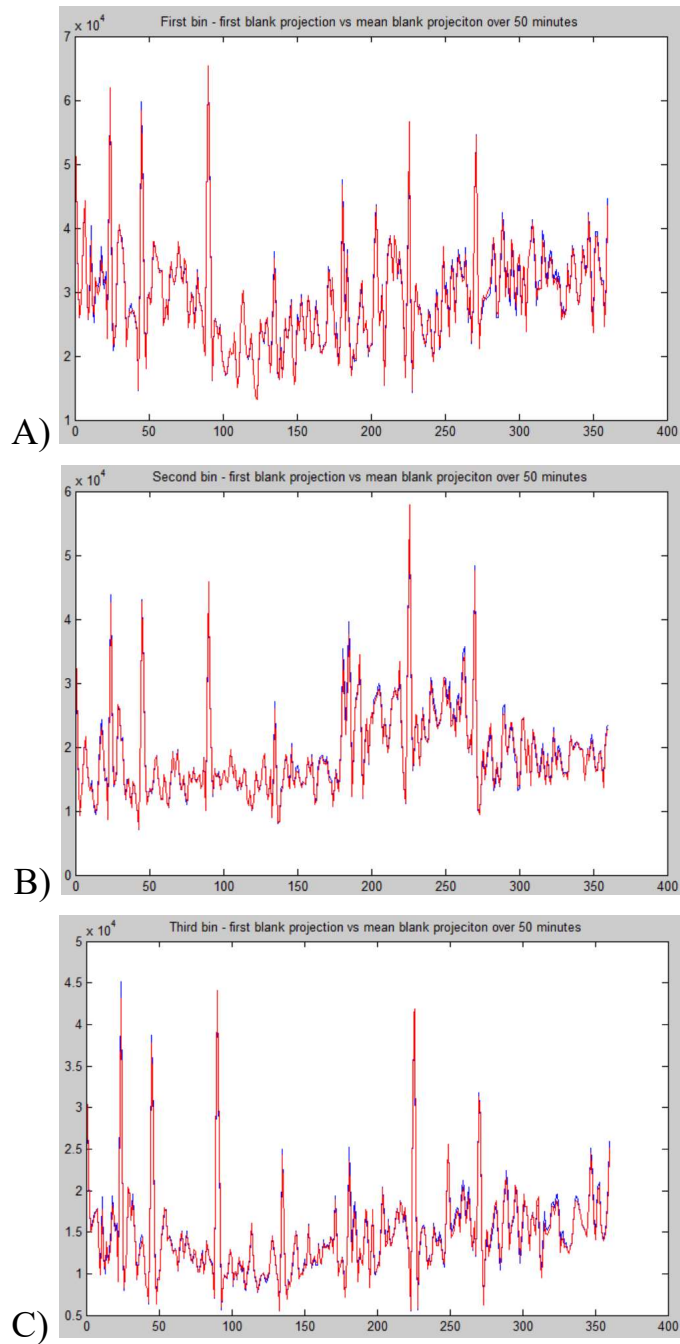 First bin - first blank projection vs mean blank projeciton over 50 minutes
x 10^4
7
6
5
4
3
2
1
0 50 100 150 200 250 300 350 400
A)
Second bin - first blank projection vs mean blank projeciton over 50 minutes
x 10^4
6
5
4
3
2
1
0
0 50 100 150 200 250 300 350 400
B)
Third bin - first blank projection vs mean blank projeciton over 50 minutes
x 10^4
5
4.5
4
3.5
3
2.5
2
1.5
1
0.5
0 50 100 150 200 250 300 350 400
C)